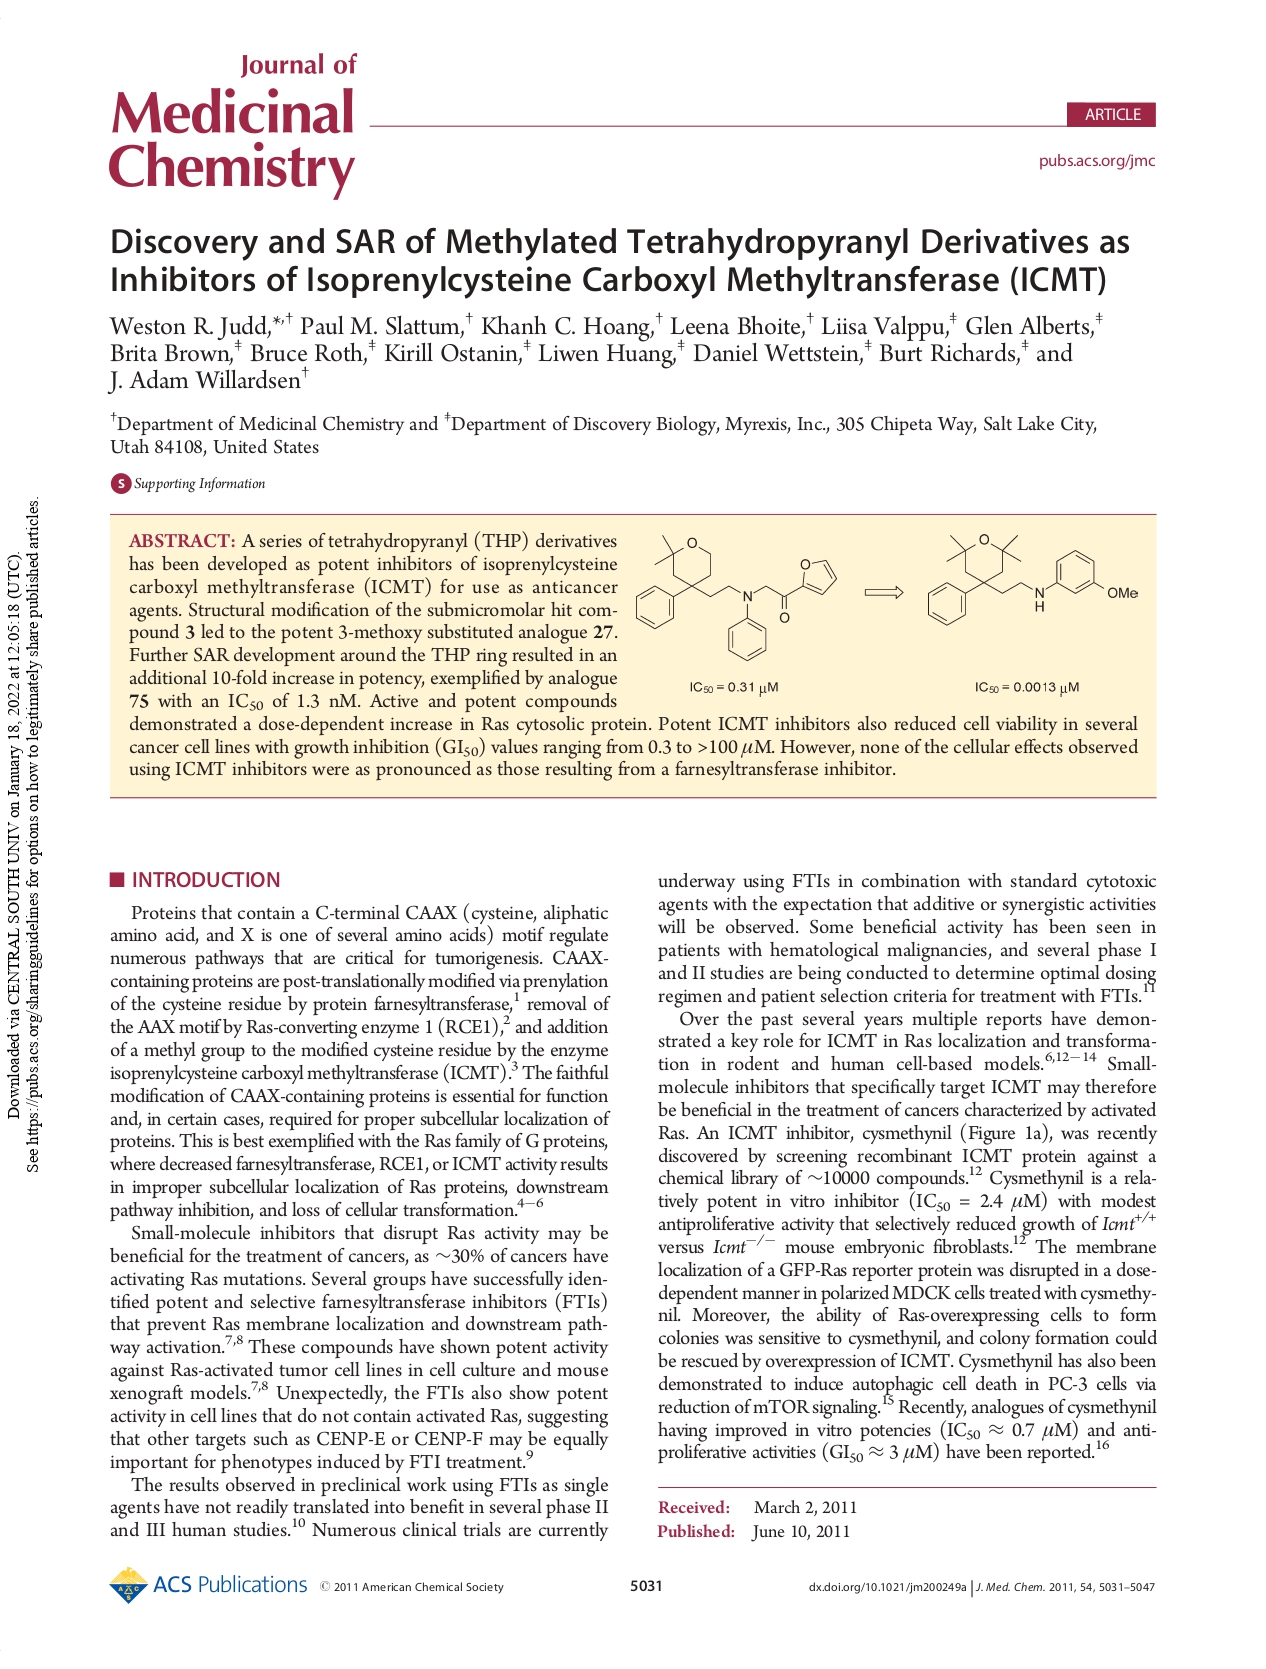 Journal of
Medicinal
Chemistry
ARTICLE
pubs.acs.org/jmc
Discovery and SAR of Methylated Tetrahydropyranyl Derivatives as
Inhibitors of Isoprenylcysteine Carboxyl Methyltransferase (ICMT)
Weston R. Judd,*,† Paul M. Slattum,† Khanh C. Hoang,† Leena Bhoite,† Liisa Valppu,‡ Glen Alberts,‡
Brita Brown,‡ Bruce Roth,‡ Kirill Ostanin,‡ Liwen Huang,‡ Daniel Wettstein,‡ Burt Richards,‡ and
J. Adam Willardsen†
†Department of Medicinal Chemistry and ‡Department of Discovery Biology, Myrexis, Inc., 305 Chipeta Way, Salt Lake City,
Utah 84108, United States
S Supporting Information
ABSTRACT: A series of tetrahydropyranyl (THP) derivatives
has been developed as potent inhibitors of isoprenylcysteine
carboxyl methyltransferase (ICMT) for use as anticancer
agents. Structural modification of the submicromolar hit com-
pound 3 led to the potent 3-methoxy substituted analogue 27.
Further SAR development around the THP ring resulted in an
additional 10-fold increase in potency, exemplified by analogue
75 with an IC50 of 1.3 nM. Active and potent compounds
demonstrated a dose-dependent increase in Ras cytosolic protein. Potent ICMT inhibitors also reduced cell viability in several
cancer cell lines with growth inhibition (GI50) values ranging from 0.3 to >100 μM. However, none of the cellular effects observed
using ICMT inhibitors were as pronounced as those resulting from a farnesyltransferase inhibitor.
O
N
O
O
IC50 = 0.31 μM
O
N
H
OMe
IC50 = 0.0013 μM
INTRODUCTION
Proteins that contain a C-terminal CAAX (cysteine, aliphatic
amino acid, and X is one of several amino acids) motif regulate
numerous pathways that are critical for tumorigenesis. CAAX-
containing proteins are post-translationally modified via prenylation
of the cysteine residue by protein farnesyltransferase,1 removal of
the AAX motif by Ras-converting enzyme 1 (RCE1),2 and addition
of a methyl group to the modified cysteine residue by the enzyme
isoprenylcysteine carboxyl methyltransferase (ICMT).3 The faithful
modification of CAAX-containing proteins is essential for function
and, in certain cases, required for proper subcellular localization of
proteins. This is best exemplified with the Ras family of G proteins,
where decreased farnesyltransferase, RCE1, or ICMT activity results
in improper subcellular localization of Ras proteins, downstream
pathway inhibition, and loss of cellular transformation.4−6
Small-molecule inhibitors that disrupt Ras activity may be
beneficial for the treatment of cancers, as ∼30% of cancers have
activating Ras mutations. Several groups have successfully iden-
tified potent and selective farnesyltransferase inhibitors (FTIs)
that prevent Ras membrane localization and downstream path-
way activation.7,8 These compounds have shown potent activity
against Ras-activated tumor cell lines in cell culture and mouse
xenograft models.7,8 Unexpectedly, the FTIs also show potent
activity in cell lines that do not contain activated Ras, suggesting
that other targets such as CENP-E or CENP-F may be equally
important for phenotypes induced by FTI treatment.9
The results observed in preclinical work using FTIs as single
agents have not readily translated into benefit in several phase II
and III human studies.10 Numerous clinical trials are currently
underway using FTIs in combination with standard cytotoxic
agents with the expectation that additive or synergistic activities
will be observed. Some beneficial activity has been seen in
patients with hematological malignancies, and several phase I
and II studies are being conducted to determine optimal dosing
regimen and patient selection criteria for treatment with FTIs.11
Over the past several years multiple reports have demon-
strated a key role for ICMT in Ras localization and transforma-
tion in rodent and human cell-based models.6,12−14 Small-
molecule inhibitors that specifically target ICMT may therefore
be beneficial in the treatment of cancers characterized by activated
Ras. An ICMT inhibitor, cysmethynil (Figure 1a), was recently
discovered by screening recombinant ICMT protein against a
chemical library of ∼10000 compounds.12 Cysmethynil is a rela-
tively potent in vitro inhibitor (IC50 = 2.4 μM) with modest
antiproliferative activity that selectively reduced growth of Icmt+/+
versus Icmt−/− mouse embryonic fibroblasts.12 The membrane
localization of a GFP-Ras reporter protein was disrupted in a dose-
dependent manner in polarized MDCK cells treated with cysmethy-
nil. Moreover, the ability of Ras-overexpressing cells to form
colonies was sensitive to cysmethynil, and colony formation could
be rescued by overexpression of ICMT. Cysmethynil has also been
demonstrated to induce autophagic cell death in PC-3 cells via
reduction of mTOR signaling.15 Recently, analogues of cysmethynil
having improved in vitro potencies (IC50 ≈ 0.7 μM) and anti-
proliferative activities (GI50 ≈ 3 μM) have been reported.16
Received: March 2, 2011
Published: June 10, 2011
ACS Publications © 2011 American Chemical Society
5031
dx.doi.org/10.1021/jm200249a | J. Med. Chem. 2011, 54, 5031–5047
Downloaded via CENTRAL SOUTH UNIV on January 18, 2022 at 12:05:18 (UTC).
See https://pubs.acs.org/sharingguidelines for options on how to legitimately share published articles.